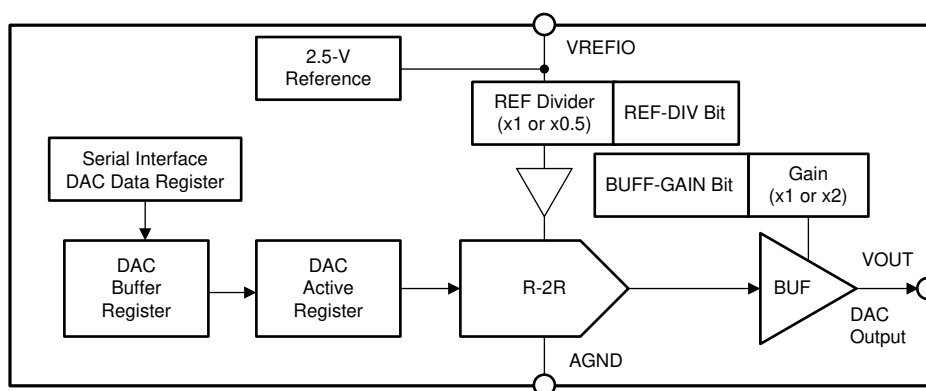 VREFIO
2.5-V
Reference
REF Divider
(x1 or x0.5)
REF-DIV Bit
Serial Interface
DAC Data Register
BUFF-GAIN Bit
Gain
(x1 or x2)
DAC
Buffer
Register
DAC
Active
Register
R-2R
BUF
VOUT
DAC
Output
AGND